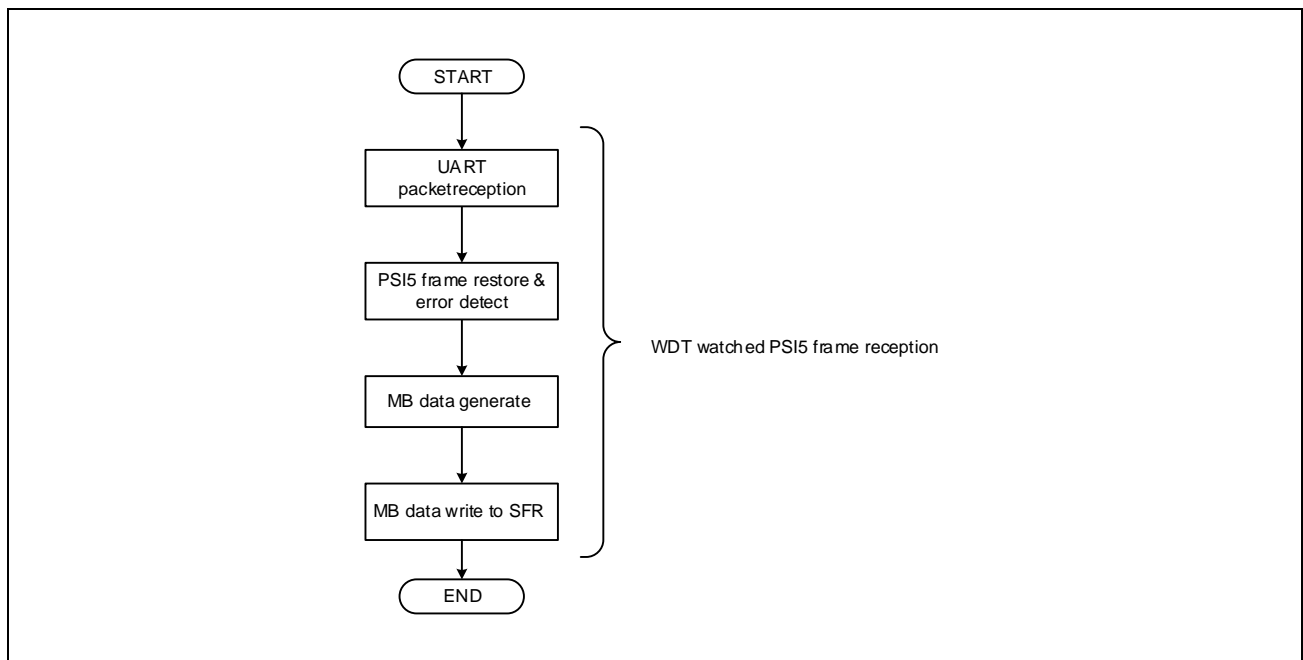 START
UART
packetreception
PSI5 frame restore &
error detect
WDT watched PSI5 frame reception
MB data generate
MB data write to SFR
END